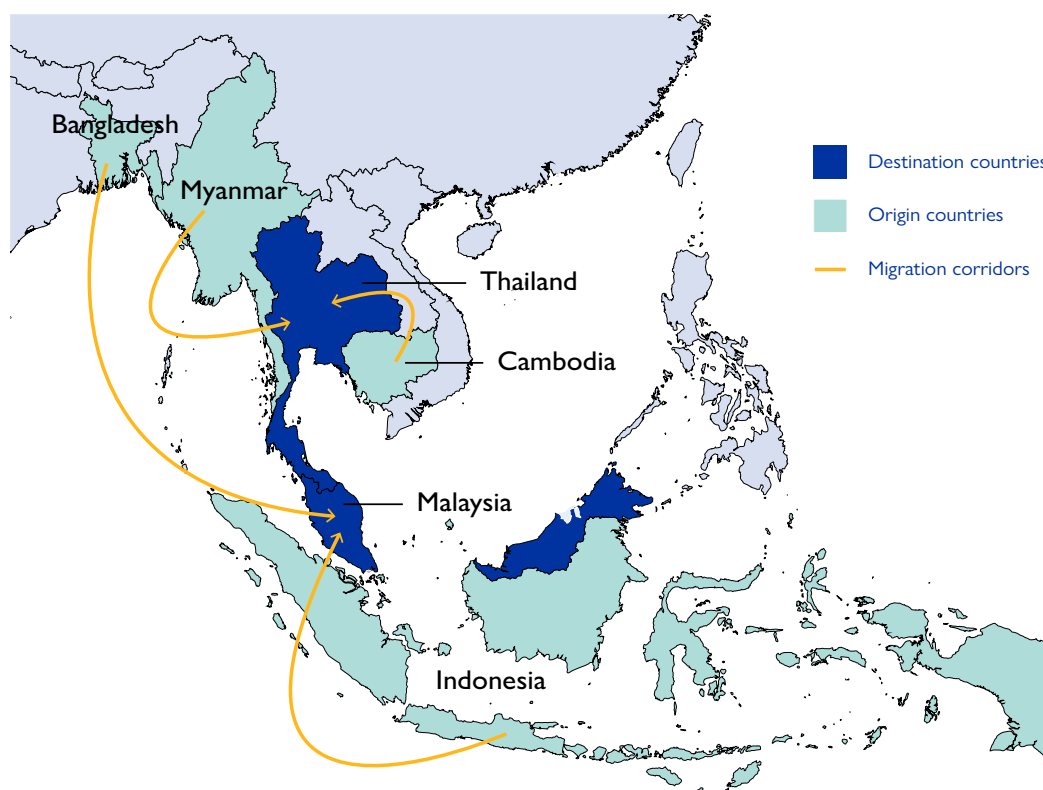 Bangladesh
Myanmar
Thailand
Cambodia
Malaysia
Indonesia
Destination countries
Origin countries
Migration corridors